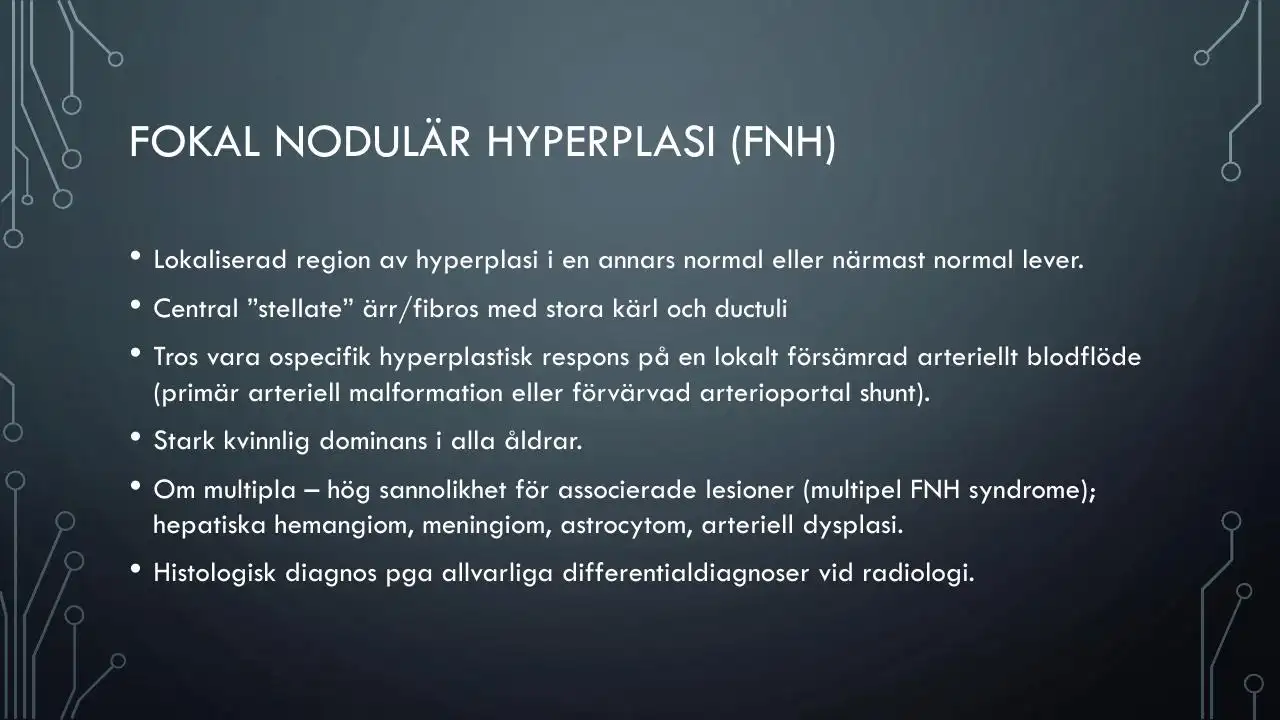 FOKAL NODULÄR HYPERPLASI (FNH)
• Lokaliserad region av hyperplasi i en annars normal eller närmast normal lever.
• Central ”stellate” ärr/fibros med stora kärl och ductuli
• Tros vara ospecifik hyperplastisk respons på en lokalt försämrad arteriellt blodflöde
(primär arteriell malformation eller förvärvad arterioportal shunt).
• Stark kvinnlig dominans i alla åldrar.
• Om multipla – hög sannolikhet för associerade lesioner (multipel FNH syndrome);
hepatiska hemangiom, meningiom, astrocytom, arteriell dysplasi.
• Histologisk diagnos pga allvarliga differentialdiagnoser vid radiologi.